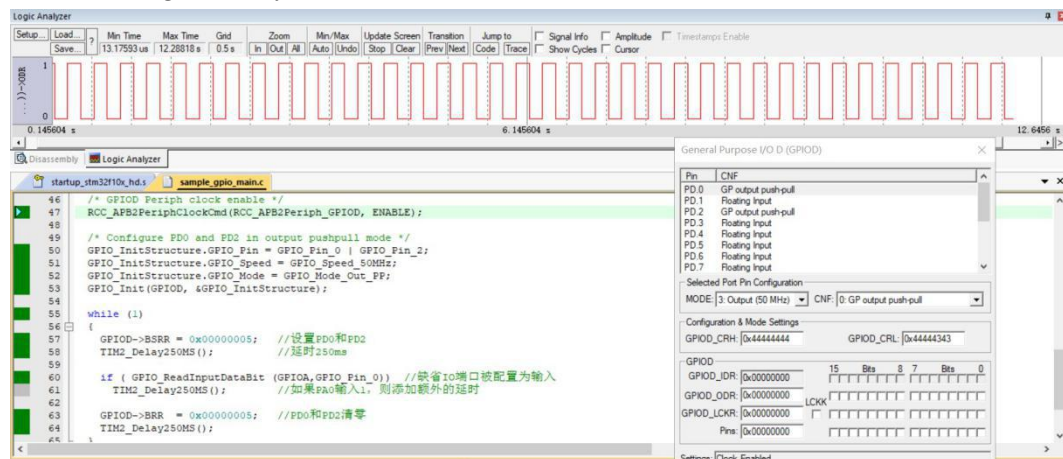 Logic Analyzer
Setup... Load... ? Min Time Max Time Grid Zoom Min/Max Update Screen Transition Jump to Signal Info Amplitude Timestamps Enable
Save... 13.17593 us 12.28818 s 0.5 s In Out All Auto Undo Stop Clear Prev Next Code Trace Show Cycles Cursor
1
0
0.145604 s 6.145604 s 12.6456 s
Disassembly Logic Analyzer
startup_stm32f10x_hd.s sample_gpio_main.c
46 /* GPIOD Periph clock enable */
47 RCC_APB2PeriphClockCmd(RCC_APB2Periph_GPIOD, ENABLE);
48
49 /* Configure PD0 and PD2 in output pushpull mode */
50 GPIO_InitStructure.GPIO_Pin = GPIO_Pin_0 | GPIO_Pin_2;
51 GPIO_InitStructure.GPIO_Speed = GPIO_Speed_50MHz;
52 GPIO_InitStructure.GPIO_Mode = GPIO_Mode_Out_PP;
53 GPIO_Init(GPIOD, &GPIO_InitStructure);
54
55 while (1)
56 {
57 GPIOD->BSRR = 0x00000005; //设置PD0和PD2
58 TIM2_Delay250MS(); //延时250ms
59
60 if ( GPIO_ReadInputDataBit (GPIOA,GPIO_Pin_0)) //缺省IO端口被配置为输入
61 TIM2_Delay250MS(); //如果PA0输入1，则添加额外的延时
62
63 GPIOD->BRR = 0x00000005; //PD0和PD2清零
64 TIM2_Delay250MS();
65 }
General Purpose I/O D (GPIOD)
Pin CNF
PD.0 GP output push-pull
PD.1 Floating Input
PD.2 GP output push-pull
PD.3 Floating Input
PD.4 Floating Input
PD.5 Floating Input
PD.6 Floating Input
PD.7 Floating Input
Selected Port Pin Configuration
MODE: 3: Output (50 MHz) CNF: 0: GP output push-pull
Configuration & Mode Settings
GPIOD_CRH: 0x44444444 GPIOD_CRL: 0x44444343
GPIOD
GPIOD_IDR: 0x00000000 15 Bits 8 7 Bits 0
GPIOD_ODR: 0x00000000 LCKK
GPIOD_LCKR: 0x00000000
Pins: 0x00000000
Settings: Clock Enabled